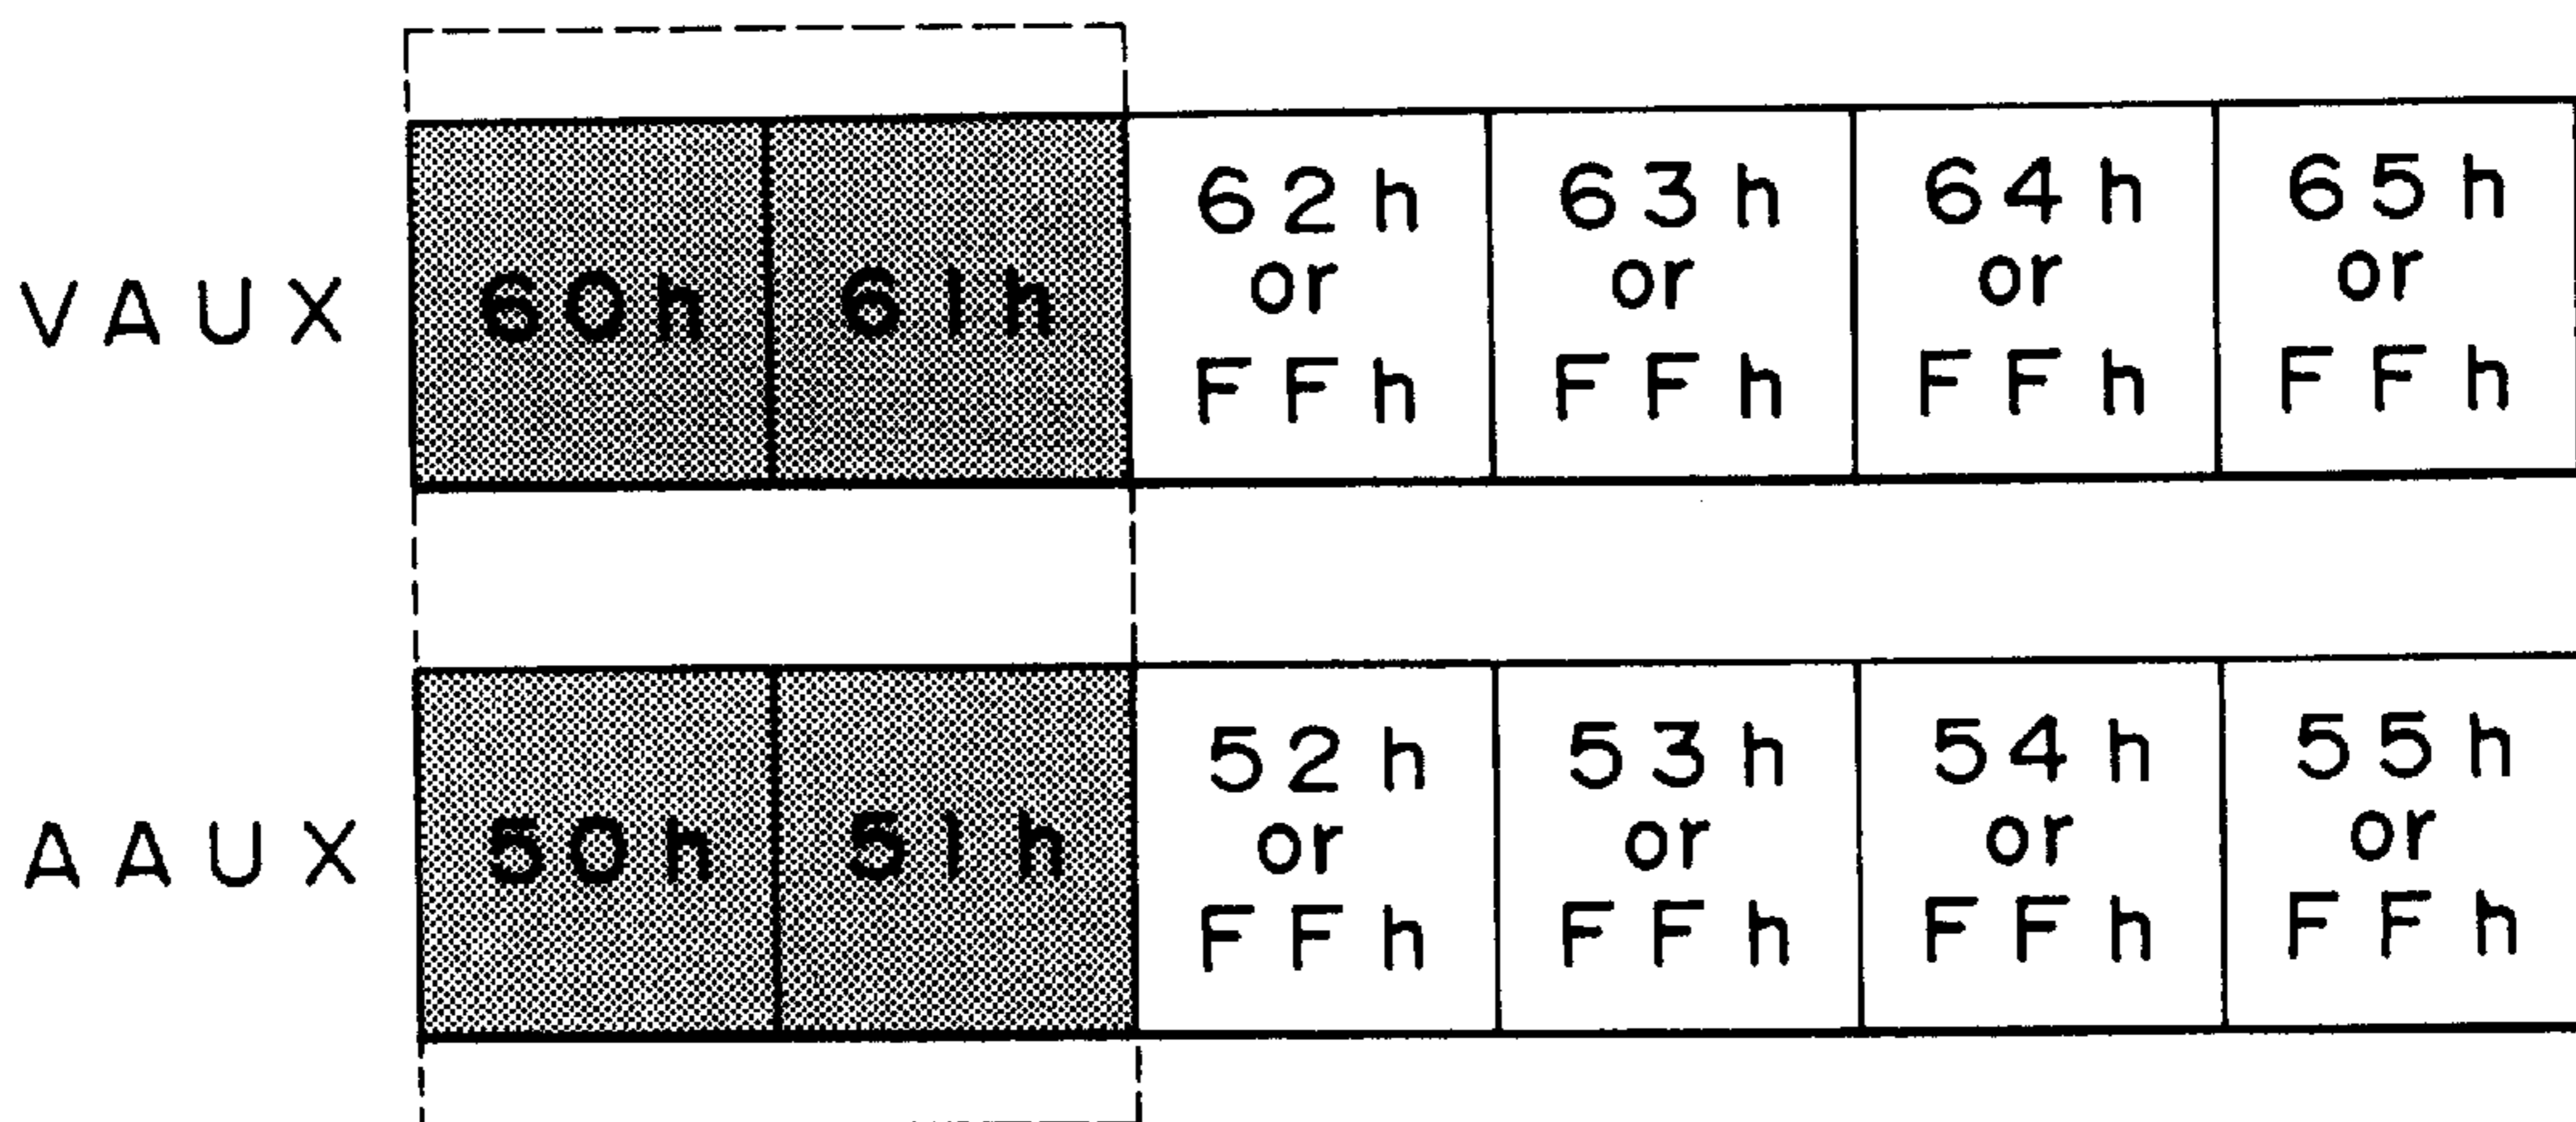 62h 63h 64h 65h
or or or or
VAUX 60h 61h FFh FFh FFh FFh
52h 53h 54h 55h
or or or or
AAUX 50h 51h FFh FFh FFh FFh